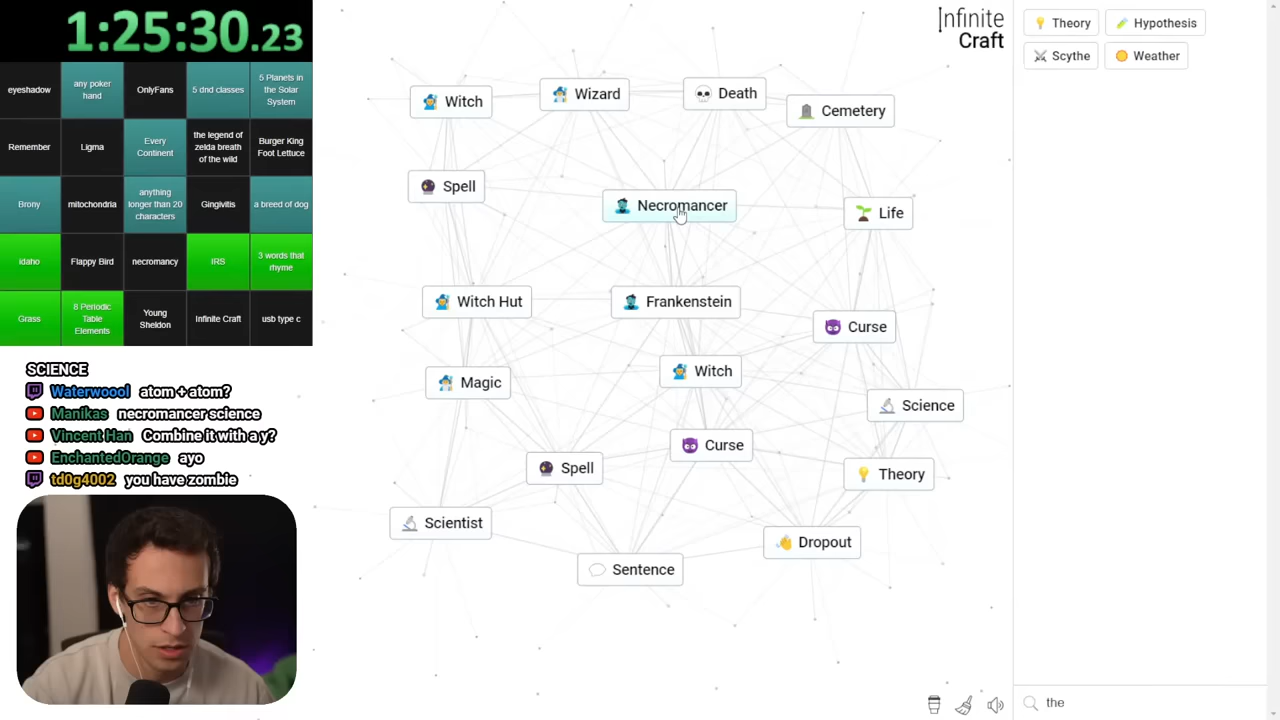 1:25:30.23
eyeshadow
any poker
hand
OnlyFans
5 dnd classes
5 Planets in
the Solar
System
Remember
Ligma
Every
Continent
the legend of
zelda breath
of the wild
Burger King
Foot Lettuce
Brony
mitochondria
anything
longer than 20
characters
Gingivitis
a breed of dog
idaho
Flappy Bird
necromancy
IRS
3 words that
rhyme
Grass
8 Periodic
Table
Elements
Young
Sheldon
Infinite Craft
usb type c
SCIENCE
Waterwoool atom + atom?
Manikas necromancer science
Vincent Han Combine it with a y?
EnchantedOrange ayo
td0g4002 you have zombie
Infinite
Craft
Witch
Wizard
Death
Cemetery
Spell
Necromancer
Life
Witch Hut
Frankenstein
Curse
Magic
Witch
Science
Curse
Spell
Theory
Scientist
Dropout
Sentence
Theory
Hypothesis
Scythe
Weather
the